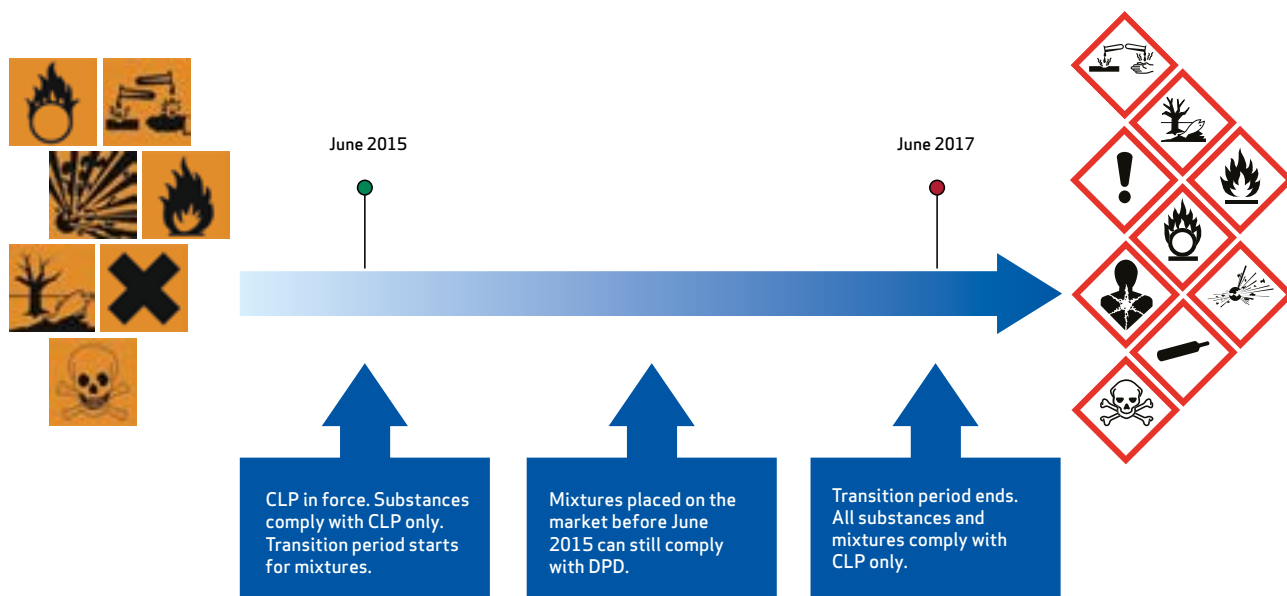 June 2015
June 2017
CLP in force. Substances
comply with CLP only.
Transition period starts
for mixtures.
Mixtures placed on the
market before June
2015 can still comply
with DPD.
Transition period ends.
All substances and
mixtures comply with
CLP only.